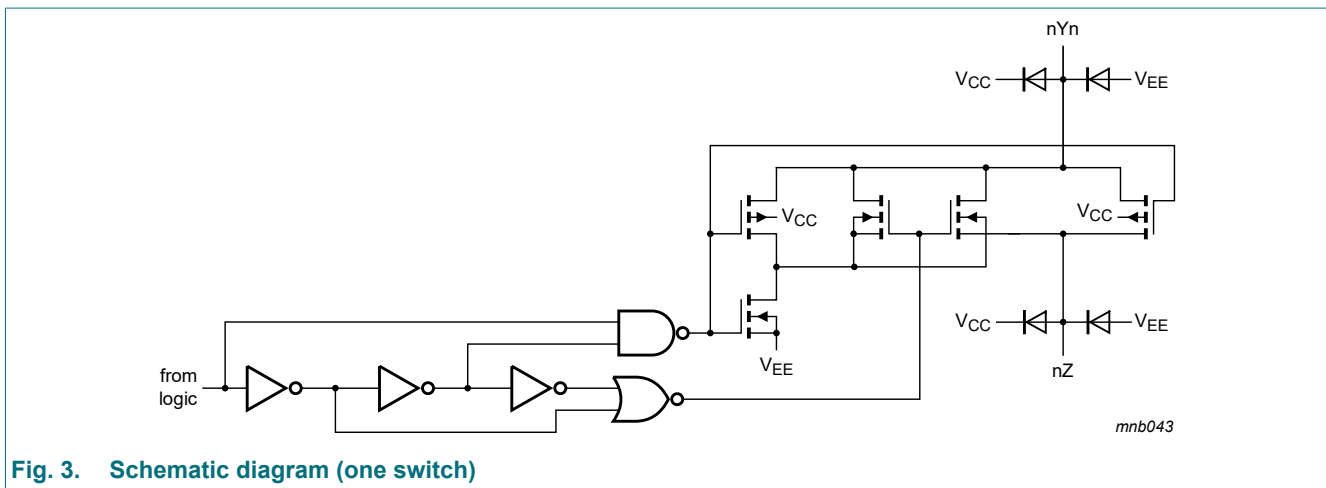 nYn
VCC
VEE
VCC
VCC
VCC
VEE
VEE
nZ
from
logic
mnb043
Fig. 3. Schematic diagram (one switch)